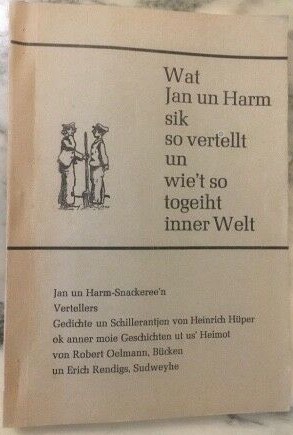 Wat
Jan un Harm
sik
so vertellt
un
wie't so
togeiht
inner Welt
Jan un Harm-Snackeree'n
Vertellers
Gedichte un Schillerantjen von Heinrich Hüper
ok anner moie Geschichten ut us' Heimot
von Robert Oelmann, Bücken
un Erich Rendigs, Sudweyhe